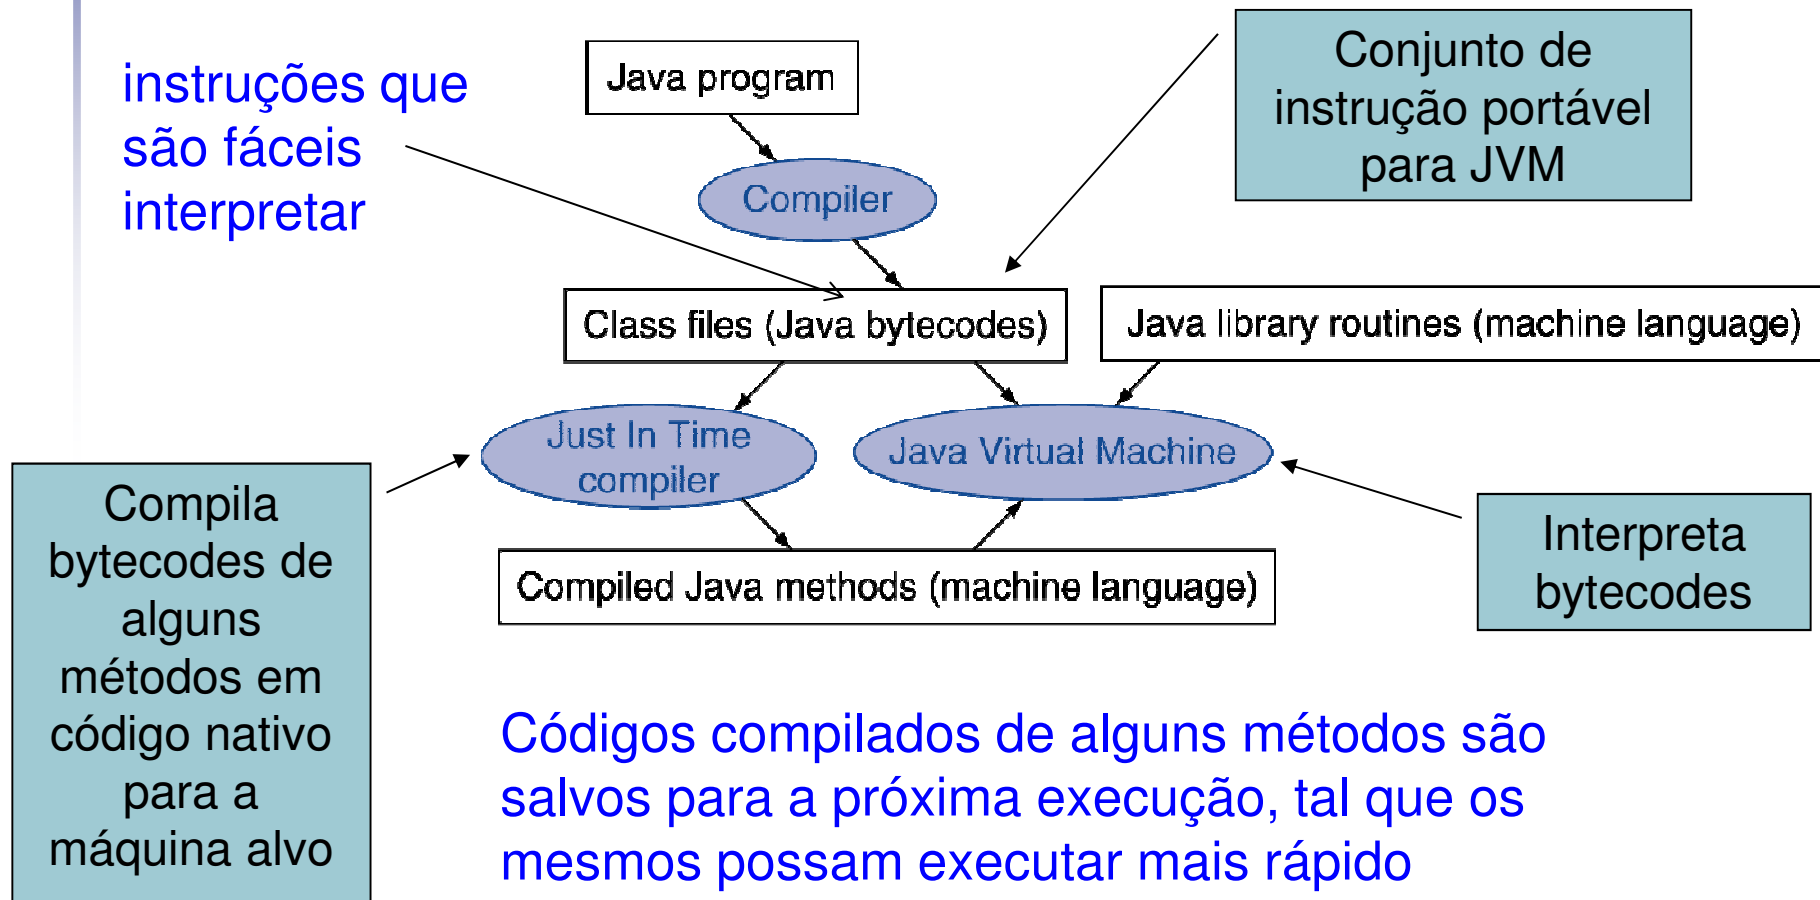 instruções que
são fáceis
interpretar
Java program
Conjunto de
instrução portável
para JVM
Compiler
Class files (Java bytecodes)
Java library routines (machine language)
Just In Time
compiler
Java Virtual Machine
Compila
bytecodes de
alguns
métodos em
código nativo
para a
máquina alvo
Interpreta
bytecodes
Compiled Java methods (machine language)
Códigos compilados de alguns métodos são
salvos para a próxima execução, tal que os
mesmos possam executar mais rápido